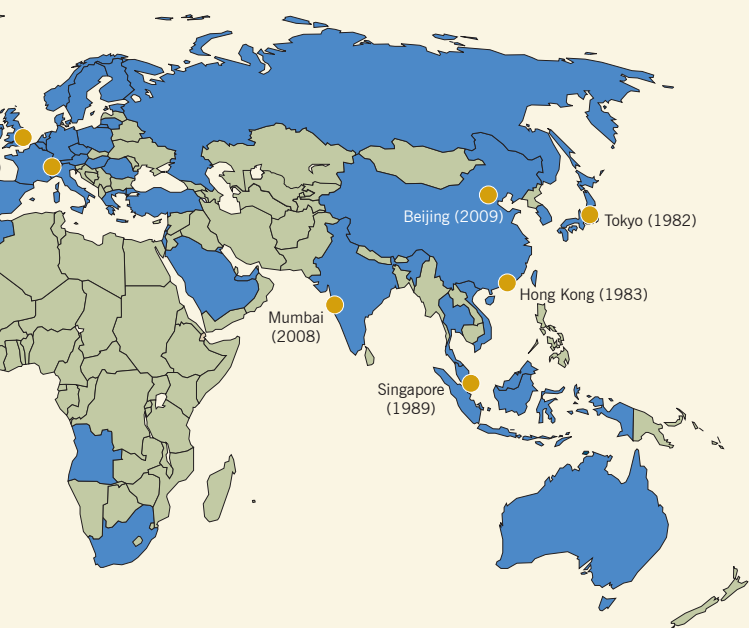 Beijing (2009)
Tokyo (1982)
Hong Kong (1983)
Mumbai
(2008)
Singapore
(1989)